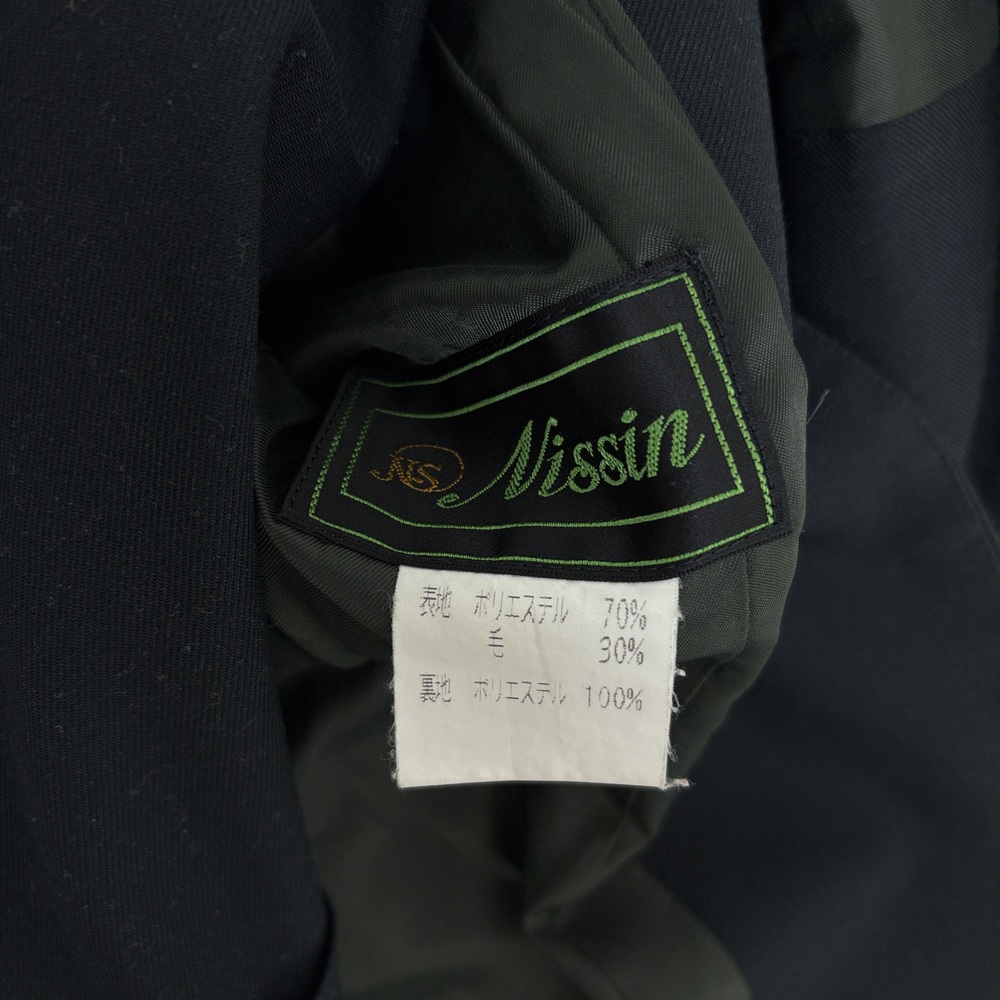 NS Nissin
表地 ポリエステル 70%
毛 30%
裏地 ポリエステル 100%